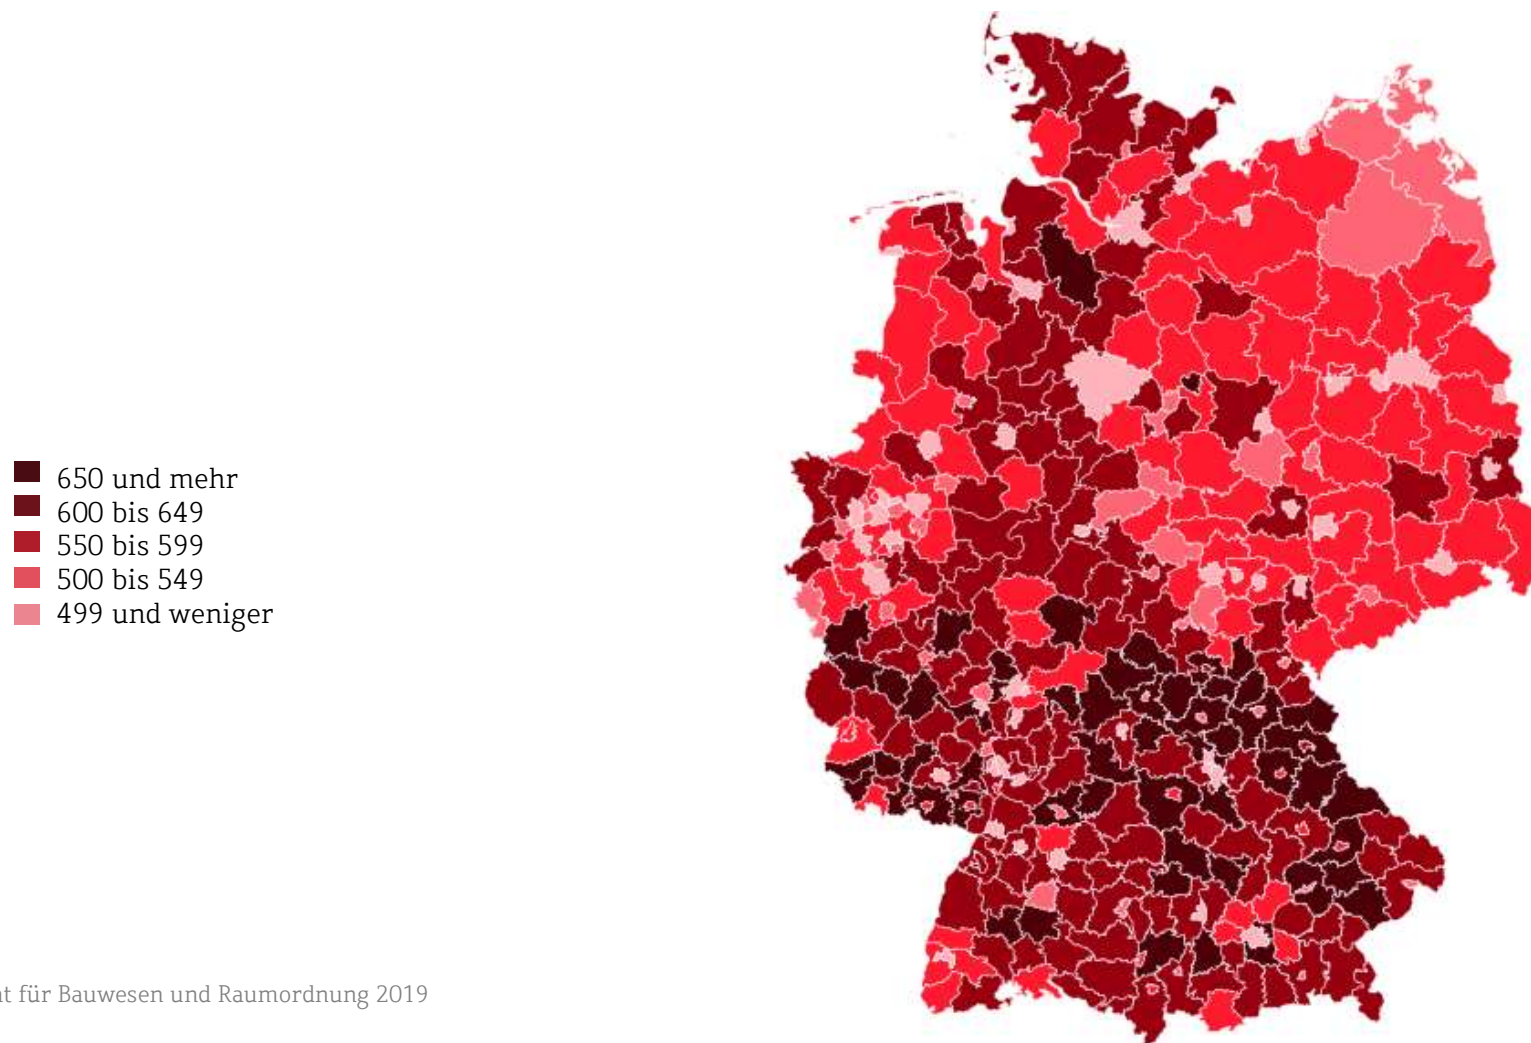 650 und mehr
600 bis 649
550 bis 599
500 bis 549
499 und weniger
für Bauwesen und Raumordnung 2019